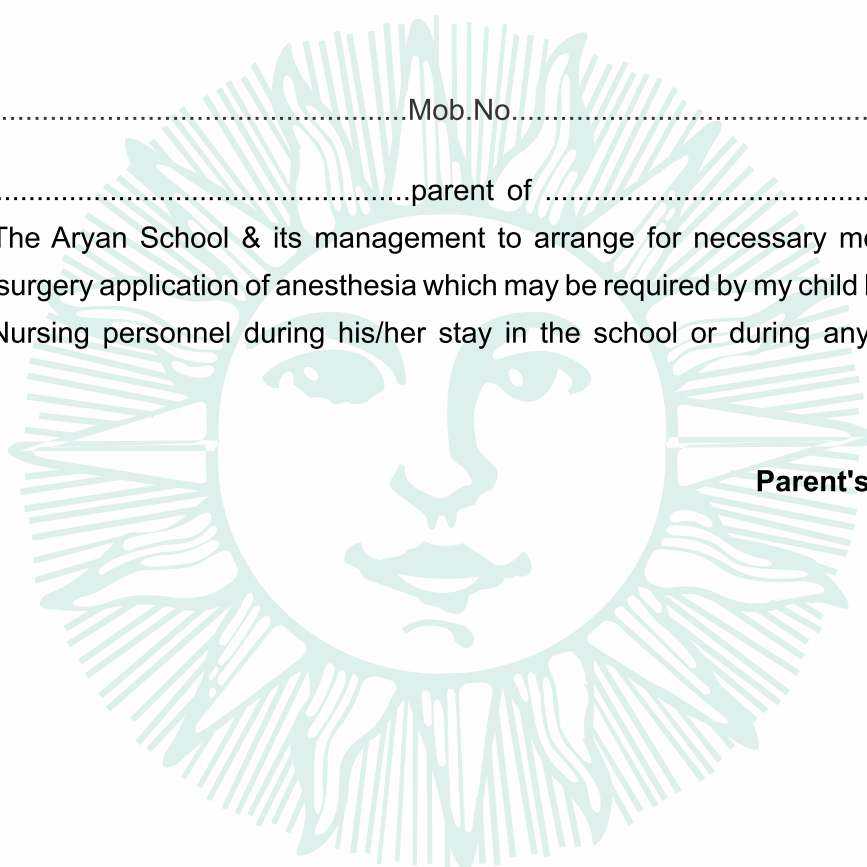 ................................................Mob.No............................................
................................................parent of ........................................
The Aryan School & its management to arrange for necessary
surgery application of anesthesia which may be required by my child
Nursing personnel during his/her stay in the school or during any
Parent's